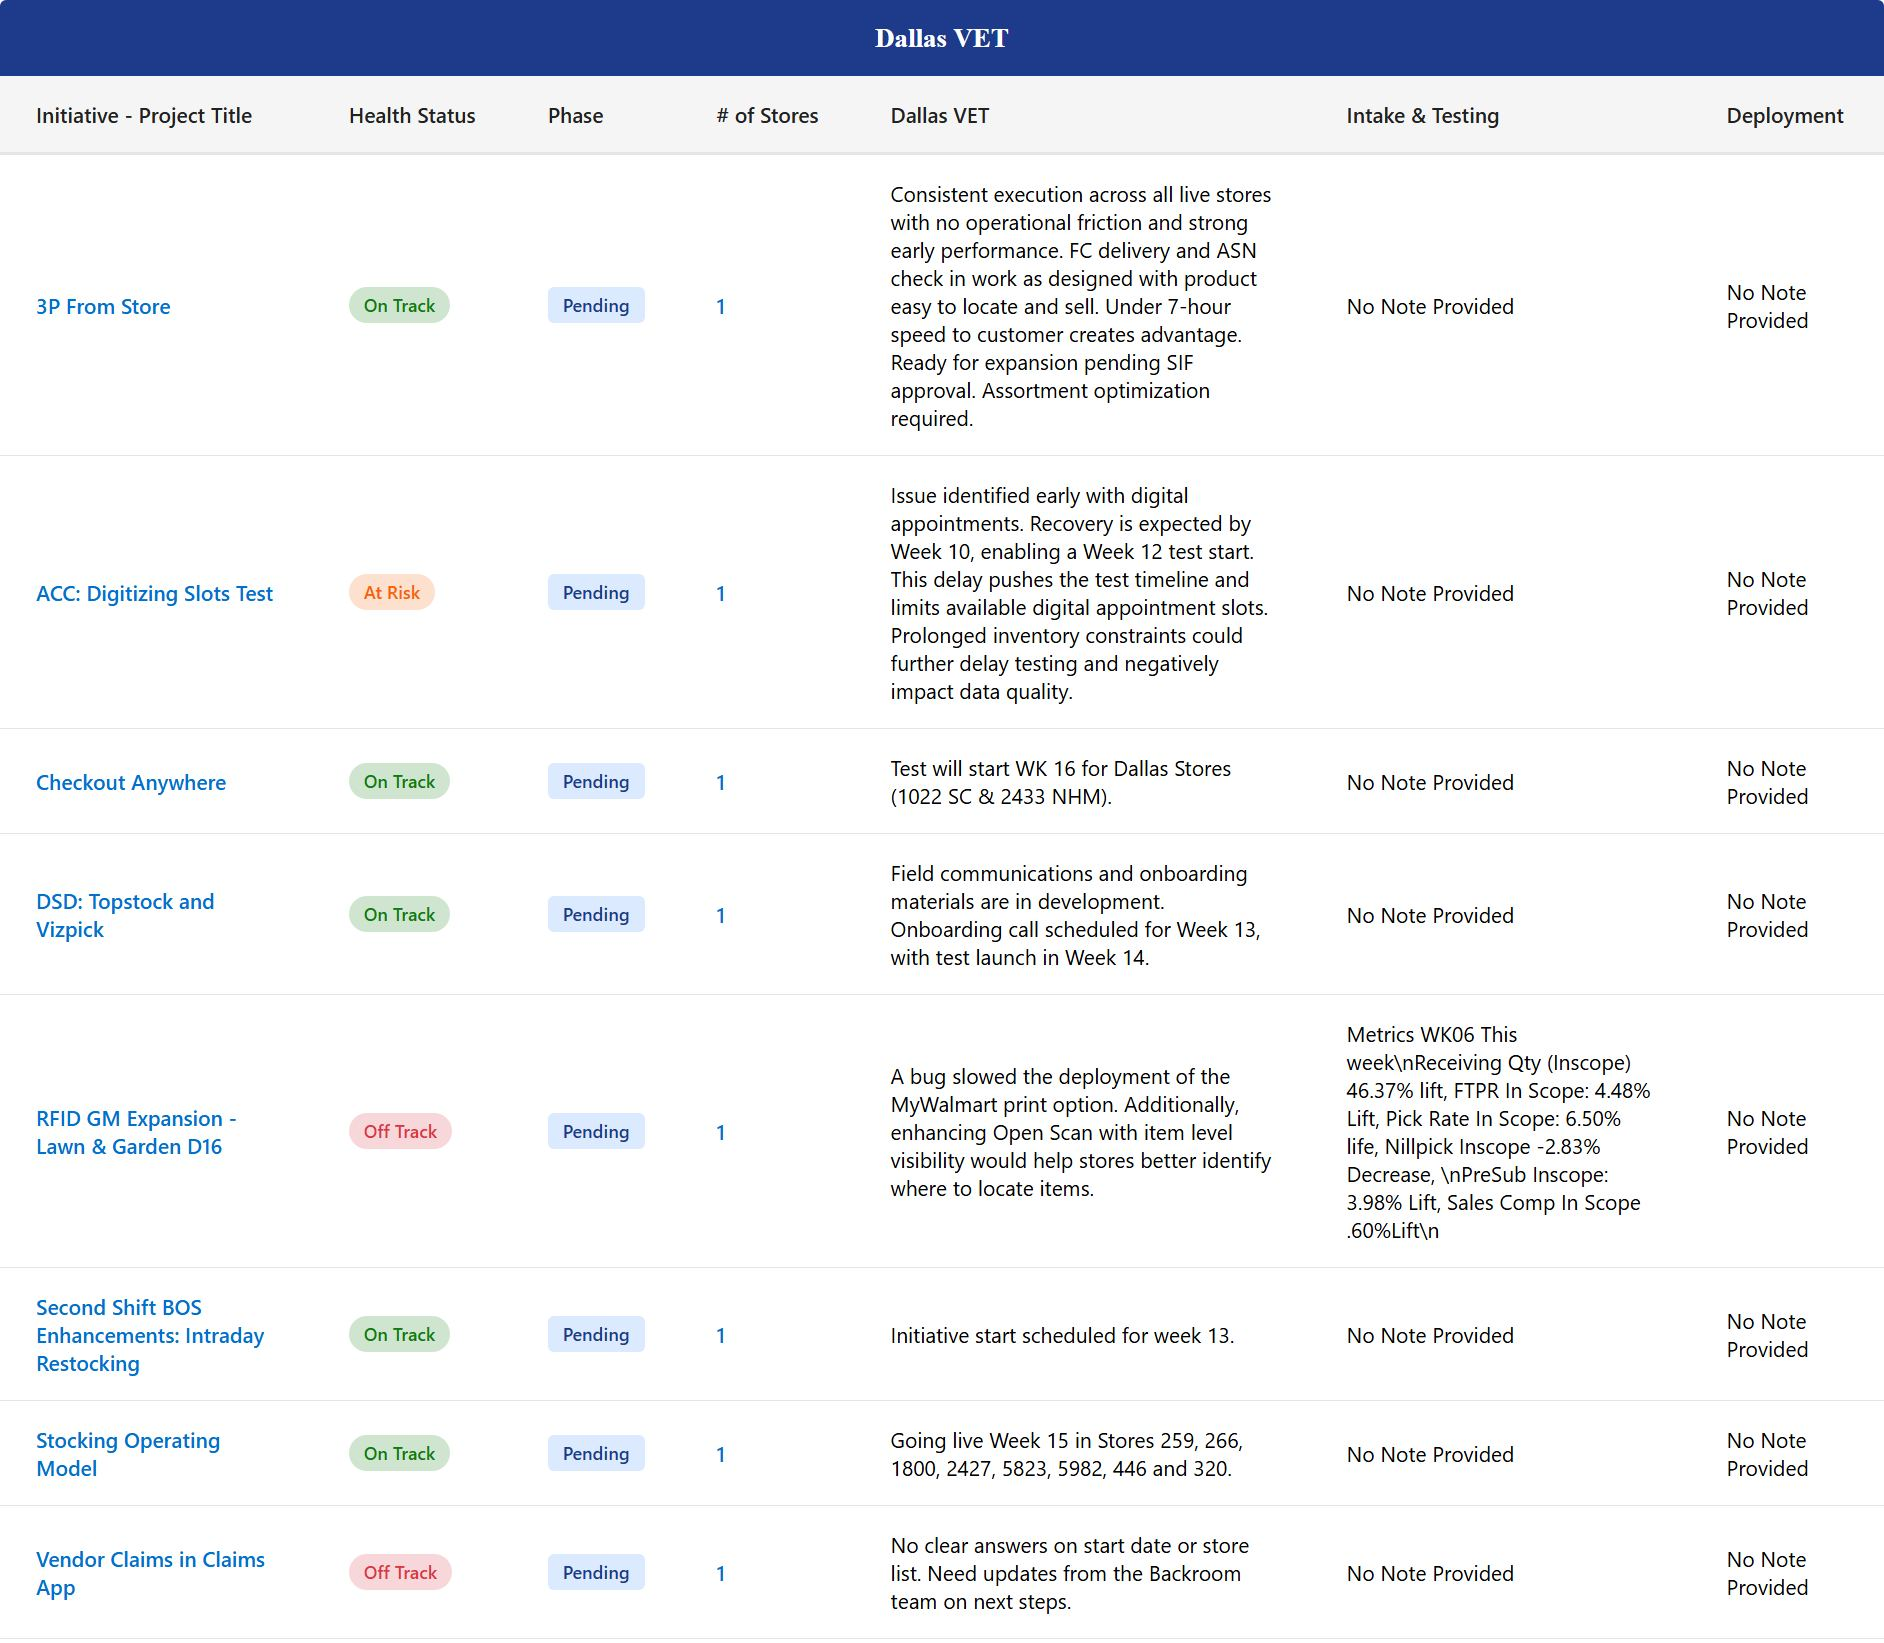 Dallas VET
Initiative - Project Title
Health Status
Phase
# of Stores
Dallas VET
Intake & Testing
Deployment
3P From Store
On Track
Pending
1
Consistent execution across all live stores
with no operational friction and strong
early performance. FC delivery and ASN
check in work as designed with product
easy to locate and sell. Under 7-hour
speed to customer creates advantage.
Ready for expansion pending SIF
approval. Assortment optimization
required.
No Note Provided
No Note
Provided
ACC: Digitizing Slots Test
At Risk
Pending
1
Issue identified early with digital
appointments. Recovery is expected by
Week 10, enabling a Week 12 test start.
This delay pushes the test timeline and
limits available digital appointment slots.
Prolonged inventory constraints could
further delay testing and negatively
impact data quality.
No Note Provided
No Note
Provided
Checkout Anywhere
On Track
Pending
1
Test will start WK 16 for Dallas Stores
(1022 SC & 2433 NHM).
No Note Provided
No Note
Provided
DSD: Topstock and
Vizpick
On Track
Pending
1
Field communications and onboarding
materials are in development.
Onboarding call scheduled for Week 13,
with test launch in Week 14.
No Note Provided
No Note
Provided
RFID GM Expansion -
Lawn & Garden D16
Off Track
Pending
1
A bug slowed the deployment of the
MyWalmart print option. Additionally,
enhancing Open Scan with item level
visibility would help stores better identify
where to locate items.
Metrics WK06 This
week\nReceiving Qty (Inscope)
46.37% lift, FTPR In Scope: 4.48%
Lift, Pick Rate In Scope: 6.50%
life, Nillpick Inscope -2.83%
Decrease, \nPreSub Inscope:
3.98% Lift, Sales Comp In Scope
.60%Lift\n
No Note
Provided
Second Shift BOS
Enhancements: Intraday
Restocking
On Track
Pending
1
Initiative start scheduled for week 13.
No Note Provided
No Note
Provided
Stocking Operating
Model
On Track
Pending
1
Going live Week 15 in Stores 259, 266,
1800, 2427, 5823, 5982, 446 and 320.
No Note Provided
No Note
Provided
Vendor Claims in Claims
App
Off Track
Pending
1
No clear answers on start date or store
list. Need updates from the Backroom
team on next steps.
No Note Provided
No Note
Provided